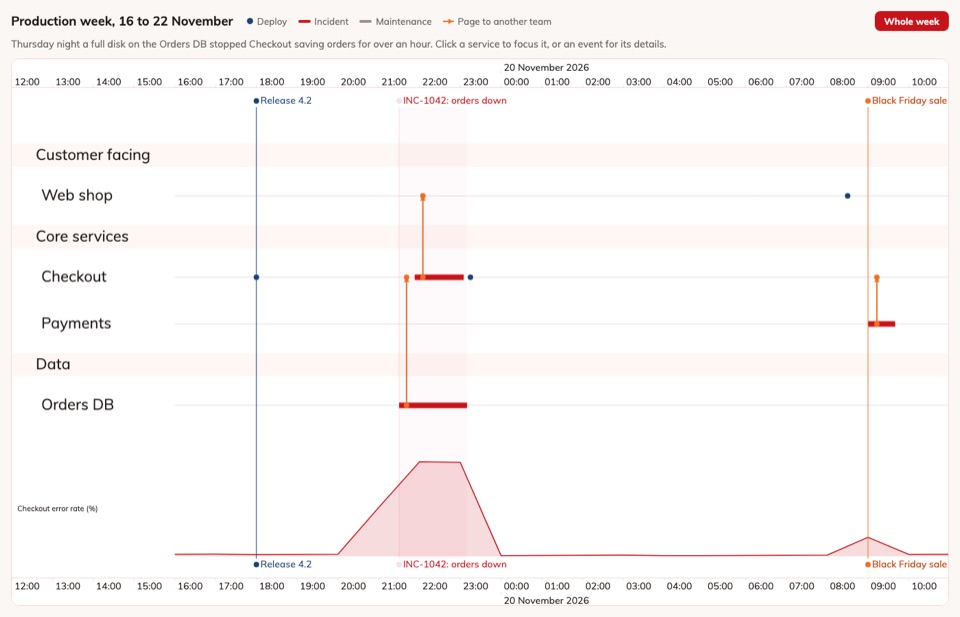 Production week, 16 to 22 November
Deploy
Incident
Maintenance
Page to another team
Whole week
Thursday night a full disk on the Orders DB stopped Checkout saving orders for over an hour. Click a service to focus it, or an event for its details.
20 November 2026
12:00 13:00 14:00 15:00 16:00 17:00 18:00 19:00 20:00 21:00 22:00 23:00 00:00 01:00 02:00 03:00 04:00 05:00 06:00 07:00 08:00 09:00 10:00
Release 4.2
INC-1042: orders down
Black Friday sale
Customer facing
Web shop
Core services
Checkout
Payments
Data
Orders DB
Checkout error rate (%)
Release 4.2
INC-1042: orders down
Black Friday sale
12:00 13:00 14:00 15:00 16:00 17:00 18:00 19:00 20:00 21:00 22:00 23:00 00:00 01:00 02:00 03:00 04:00 05:00 06:00 07:00 08:00 09:00 10:00
20 November 2026